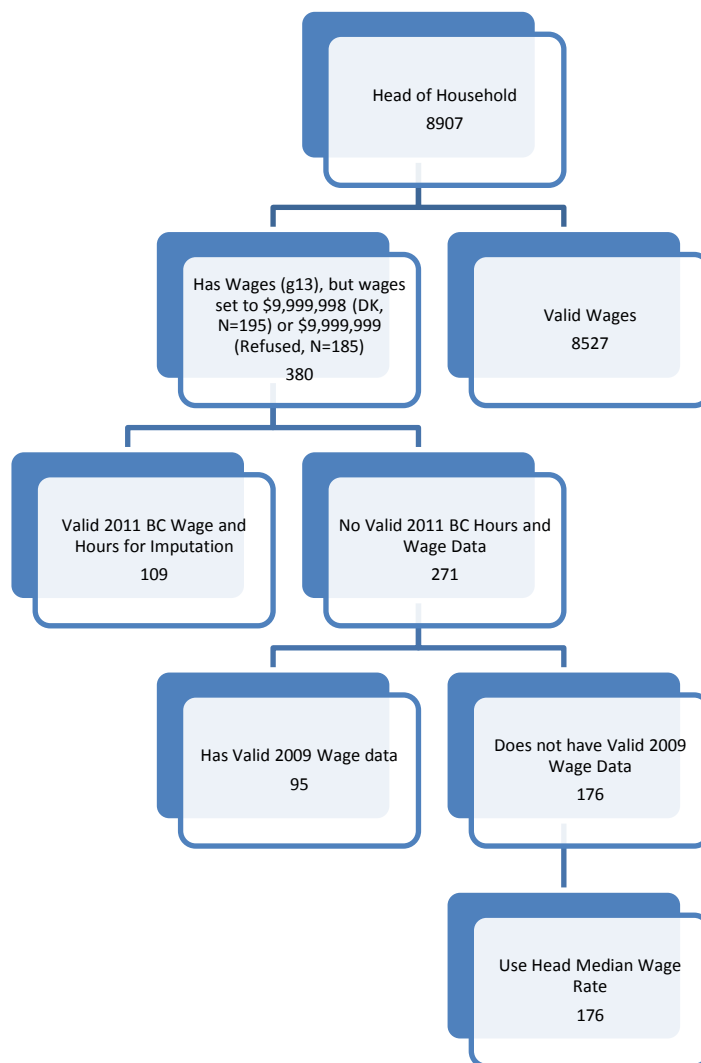 Head of Household
8907
Has Wages (g13), but wages
set to $9,999,998 (DK,
N=195) or $9,999,999
(Refused, N=185)
380
Valid Wages
8527
Valid 2011 BC Wage and
Hours for Imputation
109
No Valid 2011 BC Hours and
Wage Data
271
Has Valid 2009 Wage data
95
Does not have Valid 2009
Wage Data
176
Use Head Median Wage
Rate
176